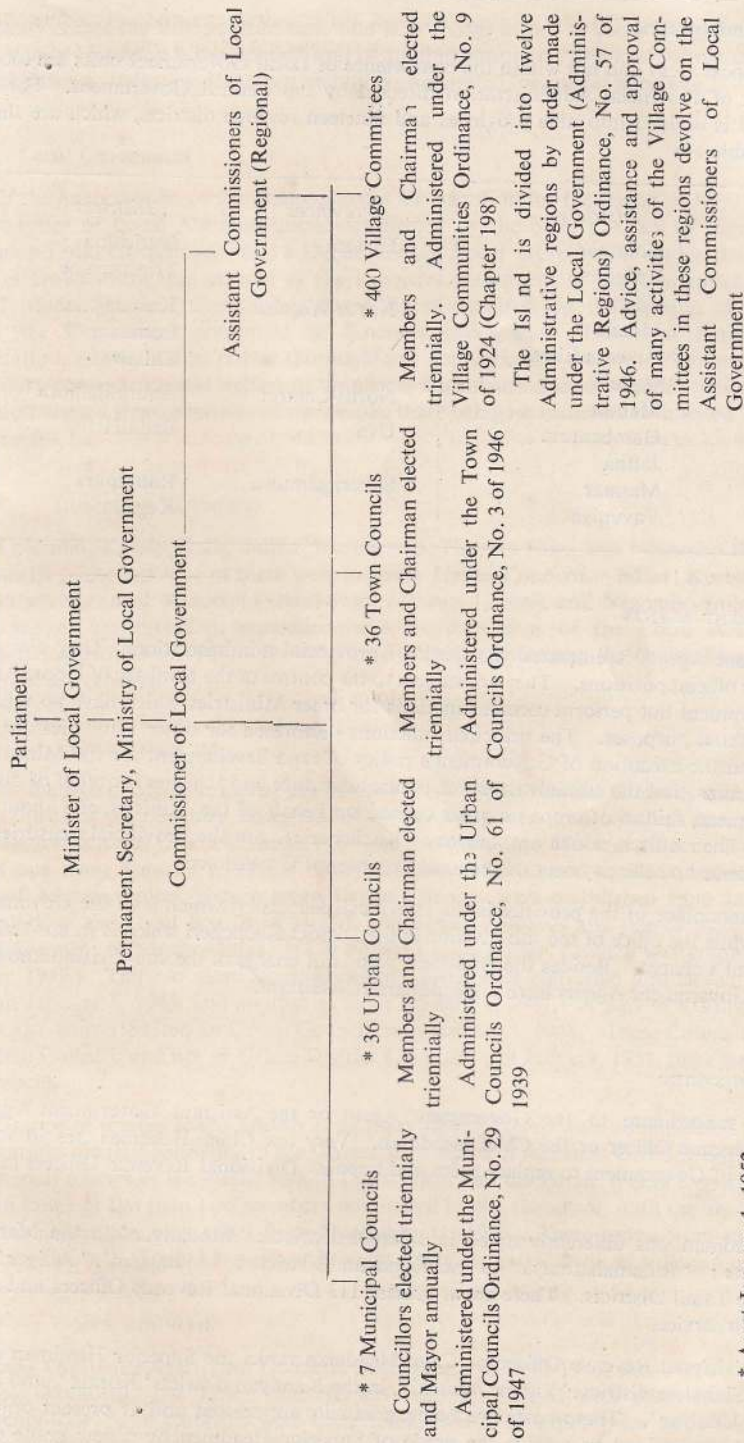 Parliament
Minister of Local Government
Permanent Secretary, Ministry of Local Government
Commissioner of Local Government
Assistant Commissioners of Local
Government (Regional)
* 7 Municipal Councils
Councillors elected triennially
and Mayor annually
Administered under the Muni-
cipal Councils Ordinance, No. 29
of 1947
* 36 Urban Councils
Members and Chairman elected
triennially
Administered under the Urban
Councils Ordinance, No. 61 of
1939
* 36 Town Councils
Members and Chairman elected
triennially
Administered under the Town
Councils Ordinance, No. 3 of 1946
* 400 Village Committees
Members and Chairman elected
triennially. Administered under the
Village Communities Ordinance, No. 9
of 1924 (Chapter 198)
The Isl nd is divided into twelve
Administrative regions by order made
under the Local Government (Adminis-
trative Regions) Ordinance, No. 57 of
1946. Advice, assistance and approval
of many activities of the Village Com-
mittees in these regions devolve on the
Assistant Commissioners of Local
Government